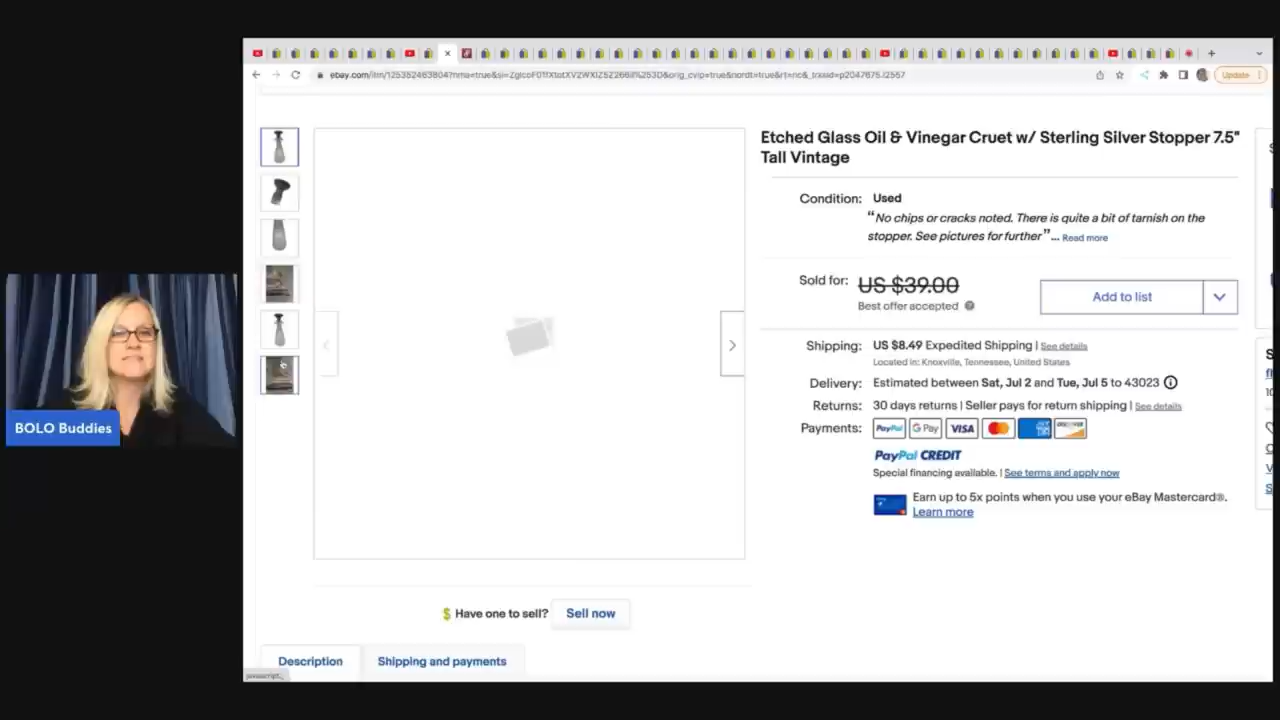 Update
Etched Glass Oil & Vinegar Cruet w/ Sterling Silver Stopper 7.5"
Tall Vintage
Condition: Used
“No chips or cracks noted. There is quite a bit of tarnish on the
stopper. See pictures for further”... Read more
Sold for: US $39.00
Best offer accepted
Add to list
Shipping: US $8.49 Expedited Shipping | See details
Located in: Knoxville, Tennessee, United States
Delivery: Estimated between Sat, Jul 2 and Tue, Jul 5 to 43023
Returns: 30 days returns | Seller pays for return shipping | See details
Payments: PayPal G Pay VISA
PayPal CREDIT
Special financing available. | See terms and apply now
Earn up to 5x points when you use your eBay Mastercard®.
Learn more
BOLO Buddies
$ Have one to sell? Sell now
Description Shipping and payments